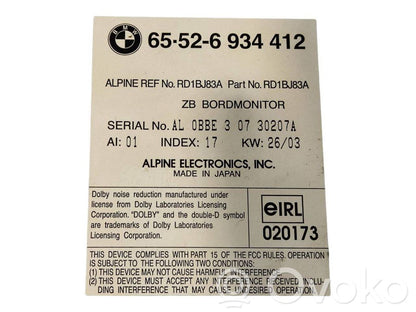 BMW
65-52-6 934 412
ALPINE REF No. RD1BJ83A Part No. RD1BJ83A
ZB BORDMONITOR
SERIAL No. AL 0BBE 3 07 30207A
AI: 01 INDEX: 17 KW: 26/03
ALPINE ELECTRONICS, INC.
MADE IN JAPAN
Dolby noise reduction manufactured under
license from Dolby Laboratories Licensing
Corporation. "DOLBY" and the double-D symbol
are trademarks of Dolby Laboratories Licensing
Corporation.
eIRL
020173
THIS DEVICE COMPLIES WITH PART 15 OF THE FCC RULES. OPERATION
IS SUBJECT TO THE FOLLOWING TWO CONDITIONS:
(1) THIS DEVICE MAY NOT CAUSE HARMFUL INTERFERENCE.
(2) THIS DEVICE MUST ACCEPT ANY INTERFERENCE RECEIVED INCLU-
DING INTERFERENCE THAT MAY CAUSE UNDESIRED OPERATION.
Ovoko